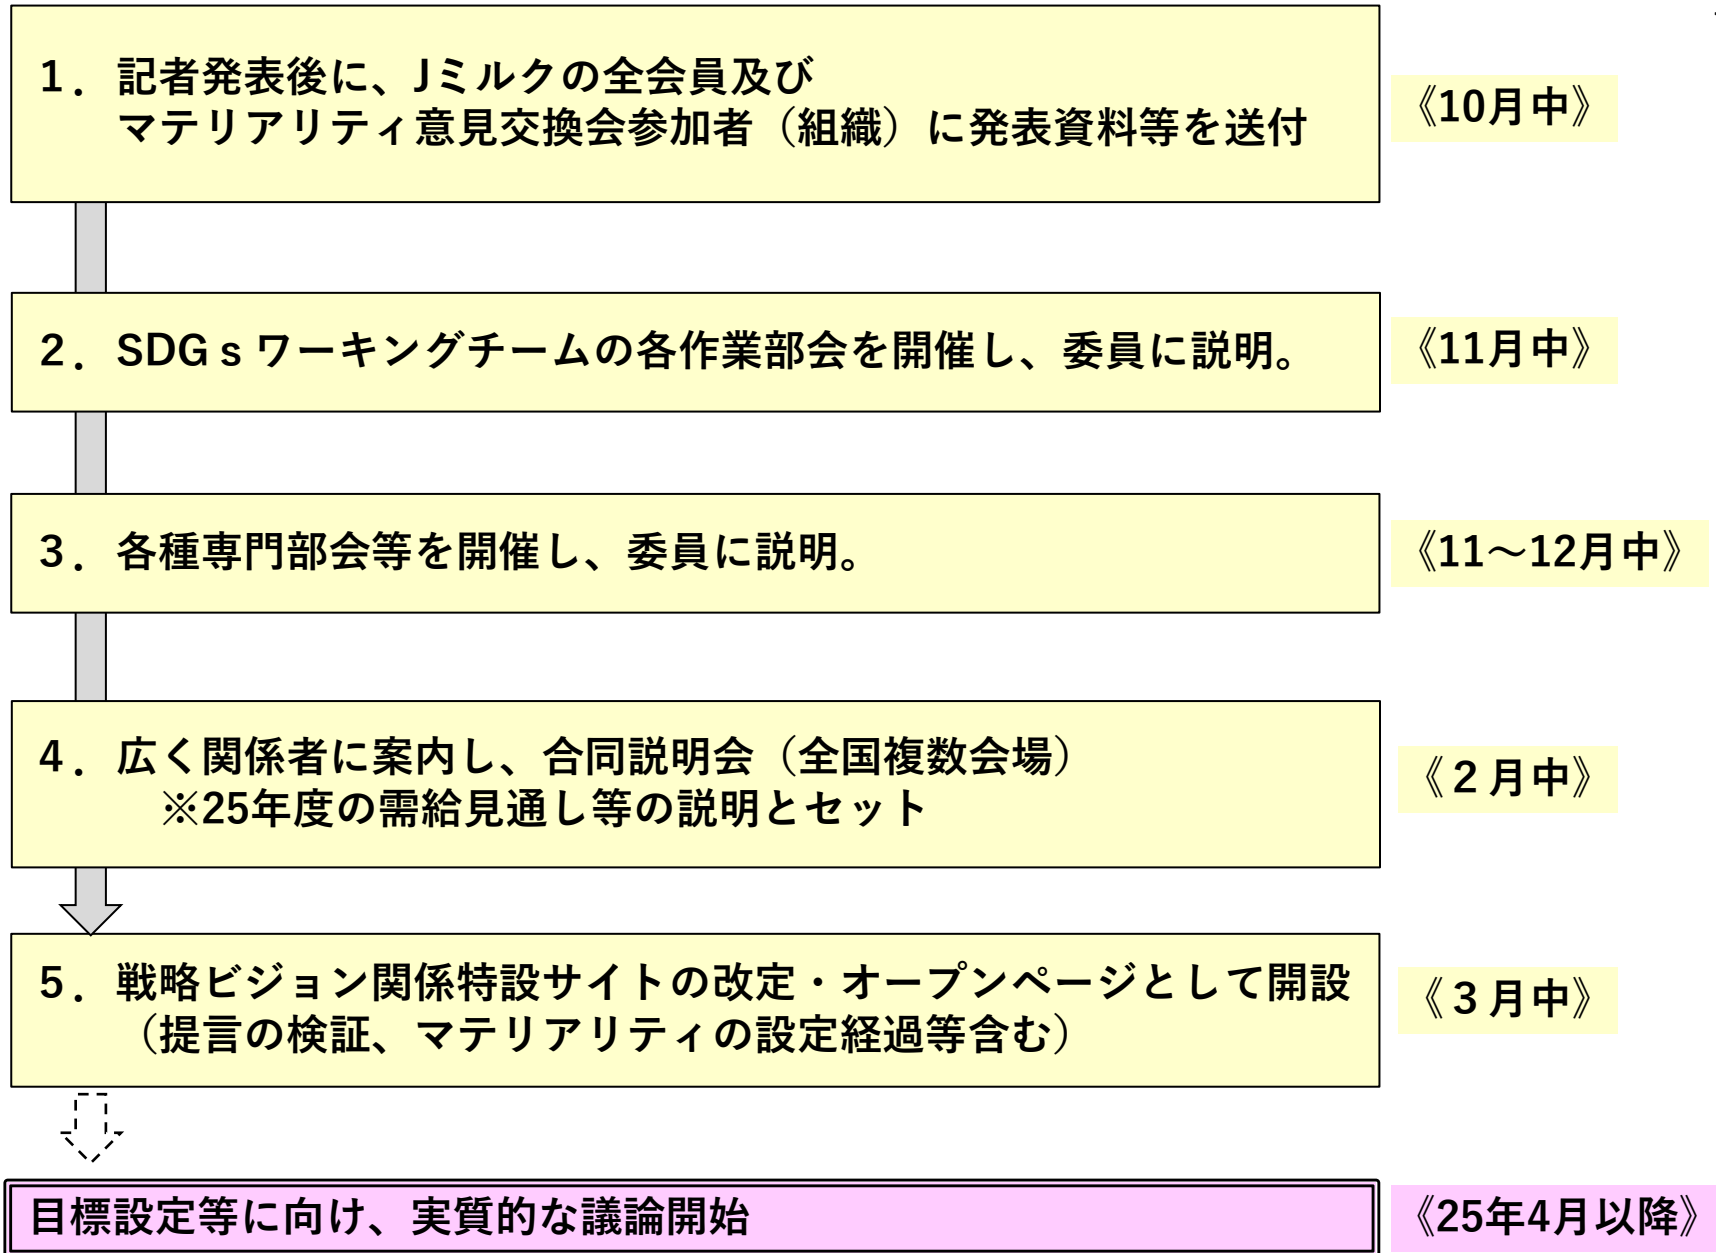 1．記者発表後に、Jミルクの全会員及び
マテリアリティ意見交換会参加者（組織）に発表資料等を送付
《10月中》
2．SDGｓワーキングチームの各作業部会を開催し、委員に説明。
《11月中》
3．各種専門部会等を開催し、委員に説明。
《11～12月中》
4．広く関係者に案内し、合同説明会（全国複数会場）
※25年度の需給見通し等の説明とセット
《２月中》
5．戦略ビジョン関係特設サイトの改定・オープンページとして開設
（提言の検証、マテリアリティの設定経過等含む）
《３月中》
目標設定等に向け、実質的な議論開始
《25年4月以降》